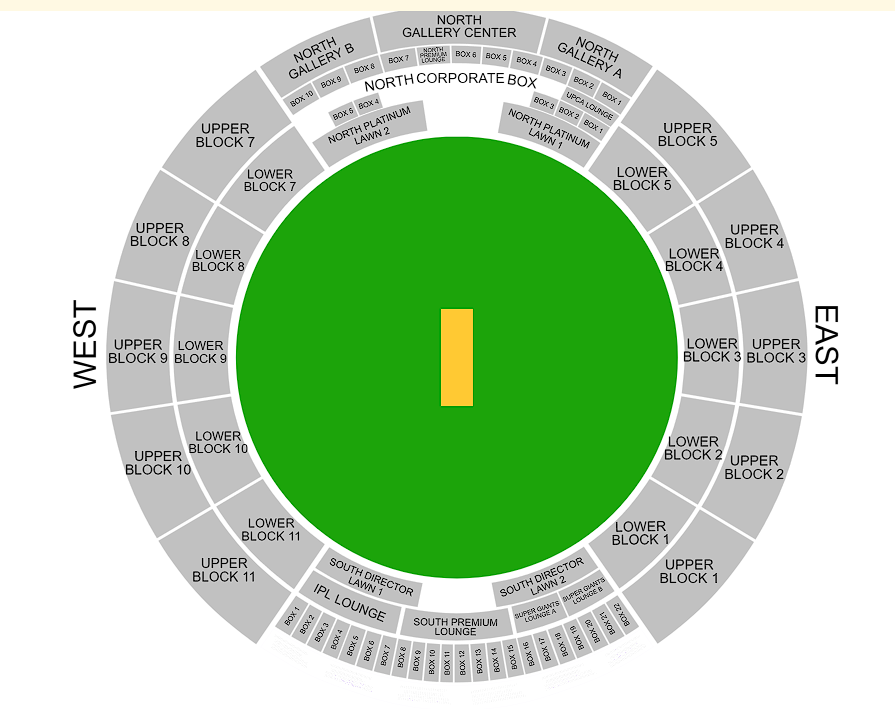 NORTH
GALLERY CENTER
NORTH
GALLERY B
NORTH
GALLERY A
BOX 10
BOX 9
BOX 8
BOX 7
NORTH
PREMIUM
LOUNGE
BOX 6
BOX 5
BOX 4
BOX 3
BOX 2
BOX 1
NORTH CORPORATE BOX
UPCA LOUNGE
BOX 5
BOX 4
BOX 3
BOX 2
BOX 1
NORTH PLATINUM
LAWN 2
NORTH PLATINUM
LAWN 1
UPPER
BLOCK 7
UPPER
BLOCK 5
LOWER
BLOCK 7
LOWER
BLOCK 5
UPPER
BLOCK 8
UPPER
BLOCK 4
LOWER
BLOCK 8
LOWER
BLOCK 4
WEST
EAST
UPPER
BLOCK 9
LOWER
BLOCK 9
LOWER
BLOCK 3
UPPER
BLOCK 3
LOWER
BLOCK 10
LOWER
BLOCK 2
UPPER
BLOCK 10
UPPER
BLOCK 2
LOWER
BLOCK 11
LOWER
BLOCK 1
UPPER
BLOCK 11
UPPER
BLOCK 1
SOUTH DIRECTOR
LAWN 1
SOUTH DIRECTOR
LAWN 2
IPL LOUNGE
SOUTH PREMIUM
LOUNGE
SUPER GIANTS
LOUNGE A
SUPER GIANTS
LOUNGE B
BOX 1
BOX 2
BOX 3
BOX 4
BOX 5
BOX 6
BOX 7
BOX 8
BOX 9
BOX 10
BOX 11
BOX 12
BOX 13
BOX 14
BOX 15
BOX 16
BOX 17
BOX 18
BOX 19
BOX 20
BOX 21
BOX 22